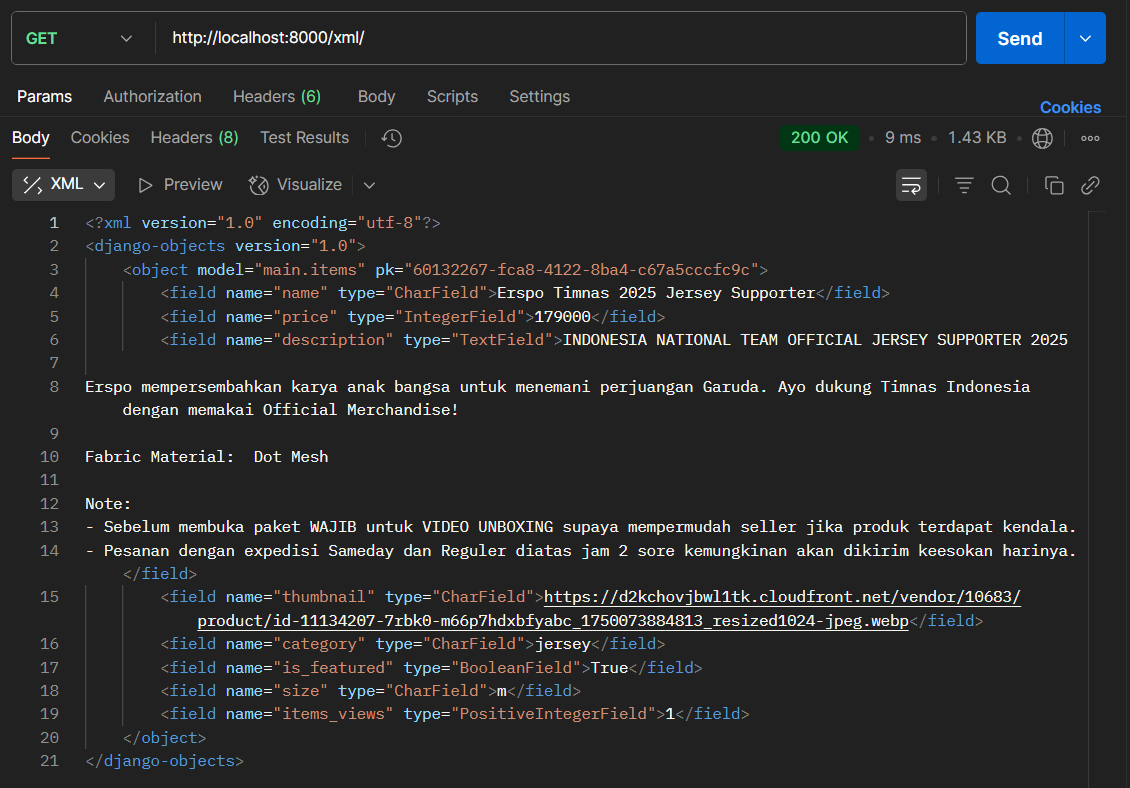 GET http://localhost:8000/xml/ Send
Params Authorization Headers (6) Body Scripts Settings
Cookies
Body Cookies Headers (8) Test Results 200 OK 9 ms 1.43 KB
XML Preview Visualize
1 <?xml version="1.0" encoding="utf-8"?>
2 <django-objects version="1.0">
3 <object model="main.items" pk="60132267-fca8-4122-8ba4-c67a5cccfc9c">
4 <field name="name" type="CharField">Erspo Timnas 2025 Jersey Supporter</field>
5 <field name="price" type="IntegerField">179000</field>
6 <field name="description" type="TextField">INDONESIA NATIONAL TEAM OFFICIAL JERSEY SUPPORTER 2025
7
8 Erspo mempersembahkan karya anak bangsa untuk menemani perjuangan Garuda. Ayo dukung Timnas Indonesia
dengan memakai Official Merchandise!
9
10 Fabric Material:  Dot Mesh
11
12 Note:
13 - Sebelum membuka paket WAJIB untuk VIDEO UNBOXING supaya mempermudah seller jika produk terdapat kendala.
14 - Pesanan dengan expedisi Sameday dan Reguler diatas jam 2 sore kemungkinan akan dikirim keesokan harinya.
</field>
15 <field name="thumbnail" type="CharField">https://d2kchovjbwl1tk.cloudfront.net/vendor/10683/
product/id-11134207-7rbk0-m66p7hdxbfyabc_1750073884813_resized1024-jpeg.webp</field>
16 <field name="category" type="CharField">jersey</field>
17 <field name="is_featured" type="BooleanField">True</field>
18 <field name="size" type="CharField">m</field>
19 <field name="items_views" type="PositiveIntegerField">1</field>
20 </object>
21 </django-objects>